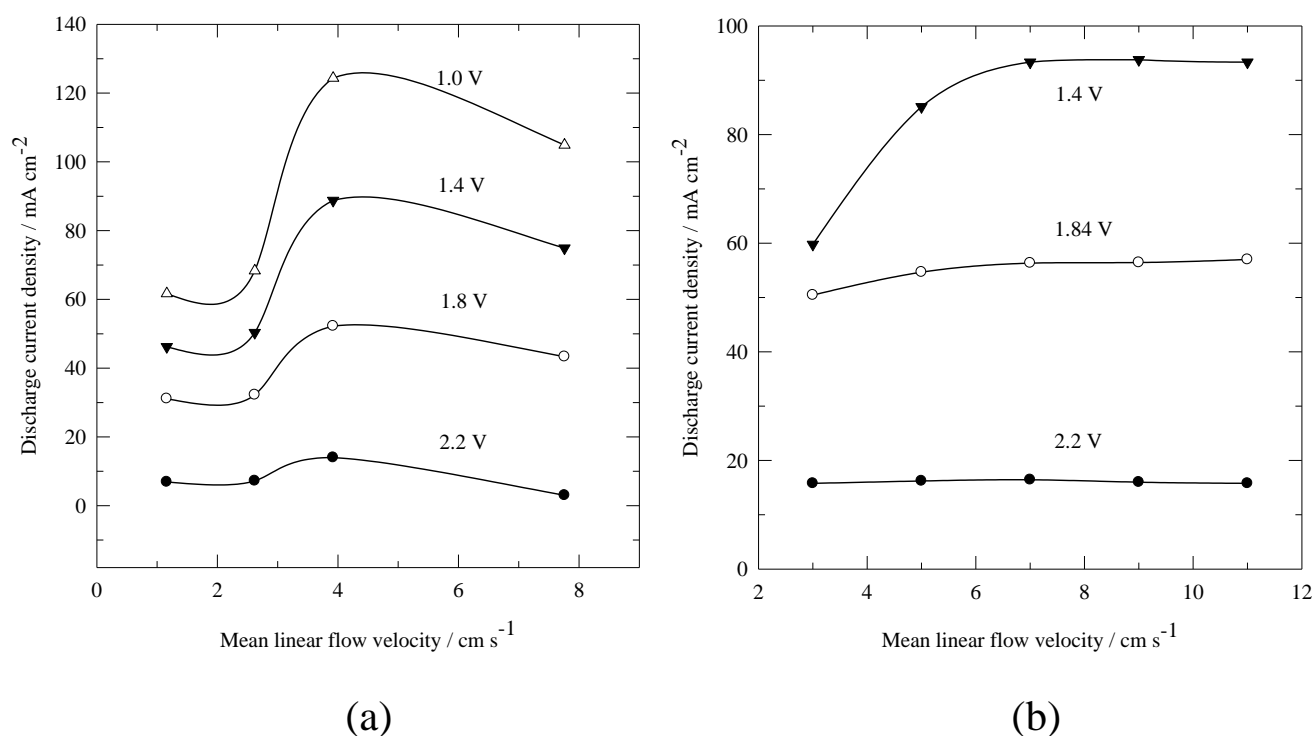 140
120
100
80
60
40
20
0
Discharge current density / mA cm-2
1.0 V
1.4 V
1.8 V
2.2 V
0 2 4 6 8
Mean linear flow velocity / cm s-1
(a)
100
80
60
40
20
0
Discharge current density / mA cm-2
1.4 V
1.84 V
2.2 V
2 4 6 8 10 12
Mean linear flow velocity / cm s-1
(b)